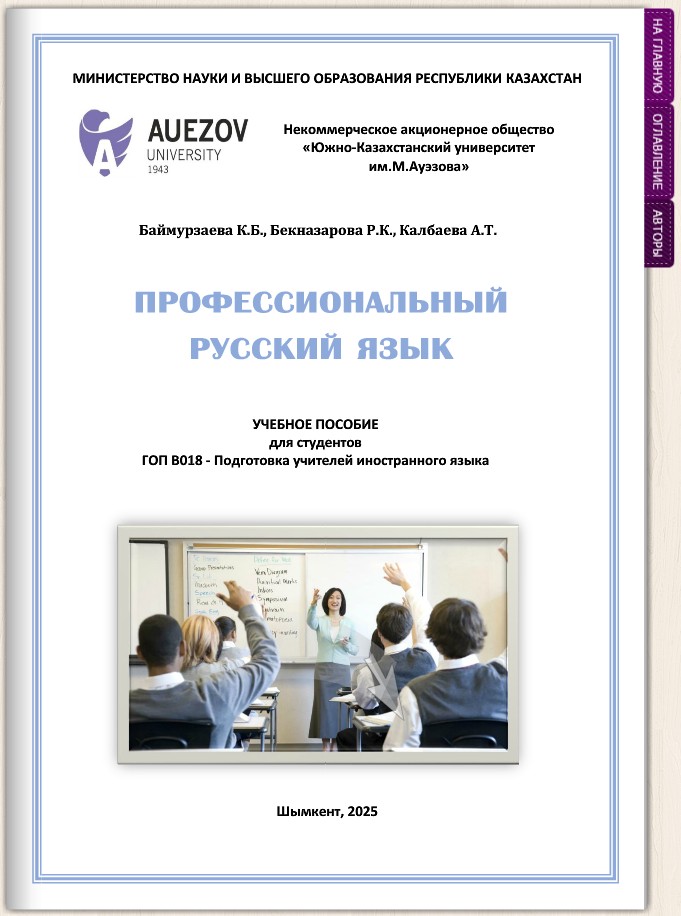 МИНИСТЕРСТВО НАУКИ И ВЫСШЕГО ОБРАЗОВАНИЯ РЕСПУБЛИКИ КАЗАХСТАН
AUEZOV
UNIVERSITY
1943
Некоммерческое акционерное общество
«Южно-Казахстанский университет
им.М.Ауэзова»
Баймурзаева К.Б., Бекназарова Р.К., Калбаева А.Т.
ПРОФЕССИОНАЛЬНЫЙ
РУССКИЙ ЯЗЫК
УЧЕБНОЕ ПОСОБИЕ
для студентов
ГОП В018 - Подготовка учителей иностранного языка
Venn Diagram
Шымкент, 2025
НА ГЛАВНУЮ
ОГЛАВЛЕНИЕ
АВТОРЫ